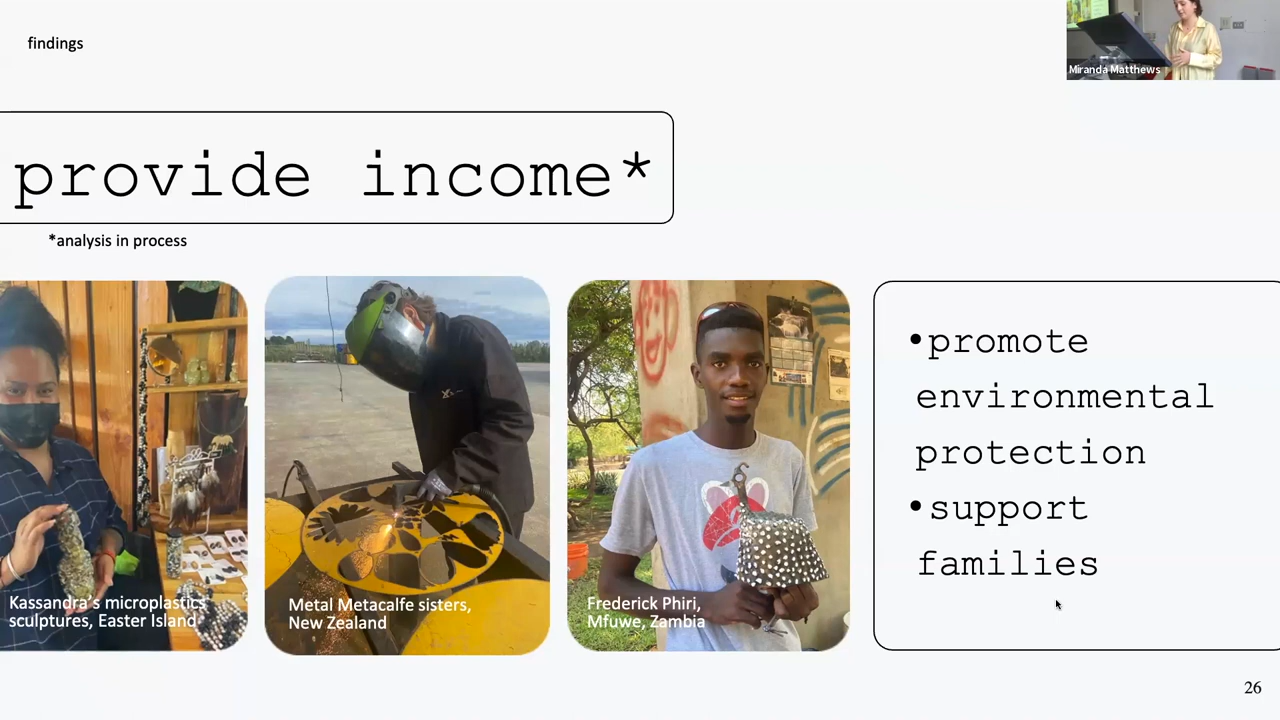 findings
Miranda Matthews
provide income*
*analysis in process
Kassandra's microplastics
sculptures, Easter Island
Metal Metacalfe sisters,
New Zealand
Frederick Phiri,
Mfuwe, Zambia
•promote
environmental
protection
•support
families
26